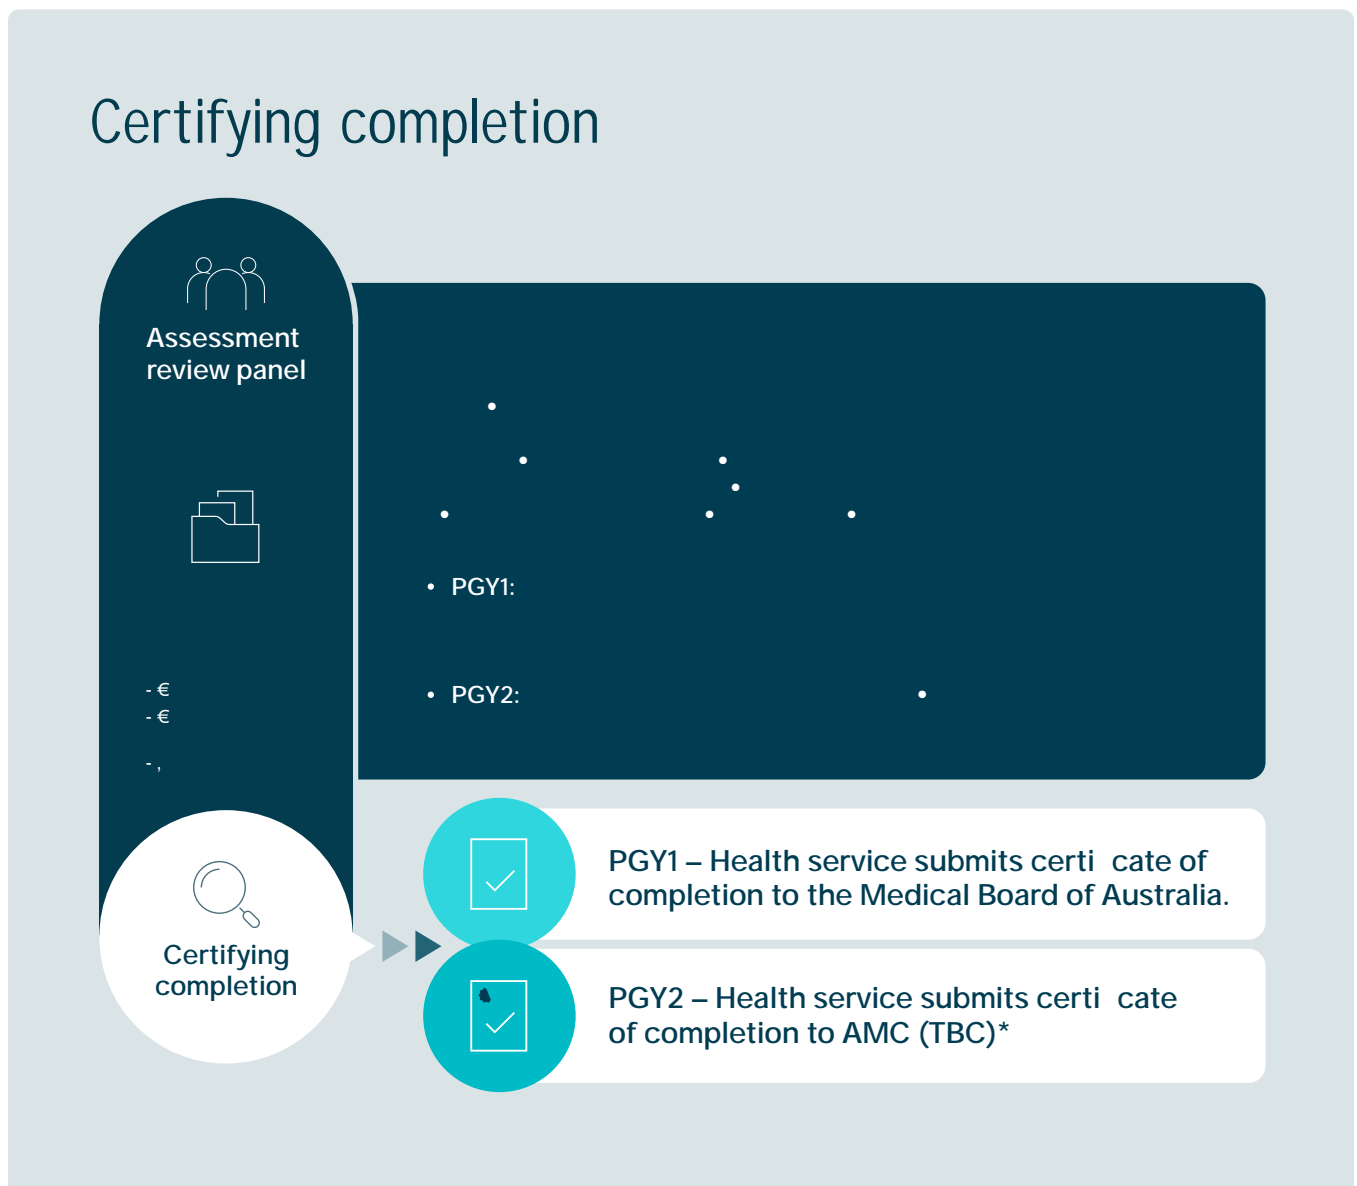 Certifying completion
Assessment
review panel
• PGY1:
- €
- €
- ,
• PGY2:
PGY1 – Health service submits certi cate of
completion to the Medical Board of Australia.
Certifying
completion
PGY2 – Health service submits certi cate
of completion to AMC (TBC)*